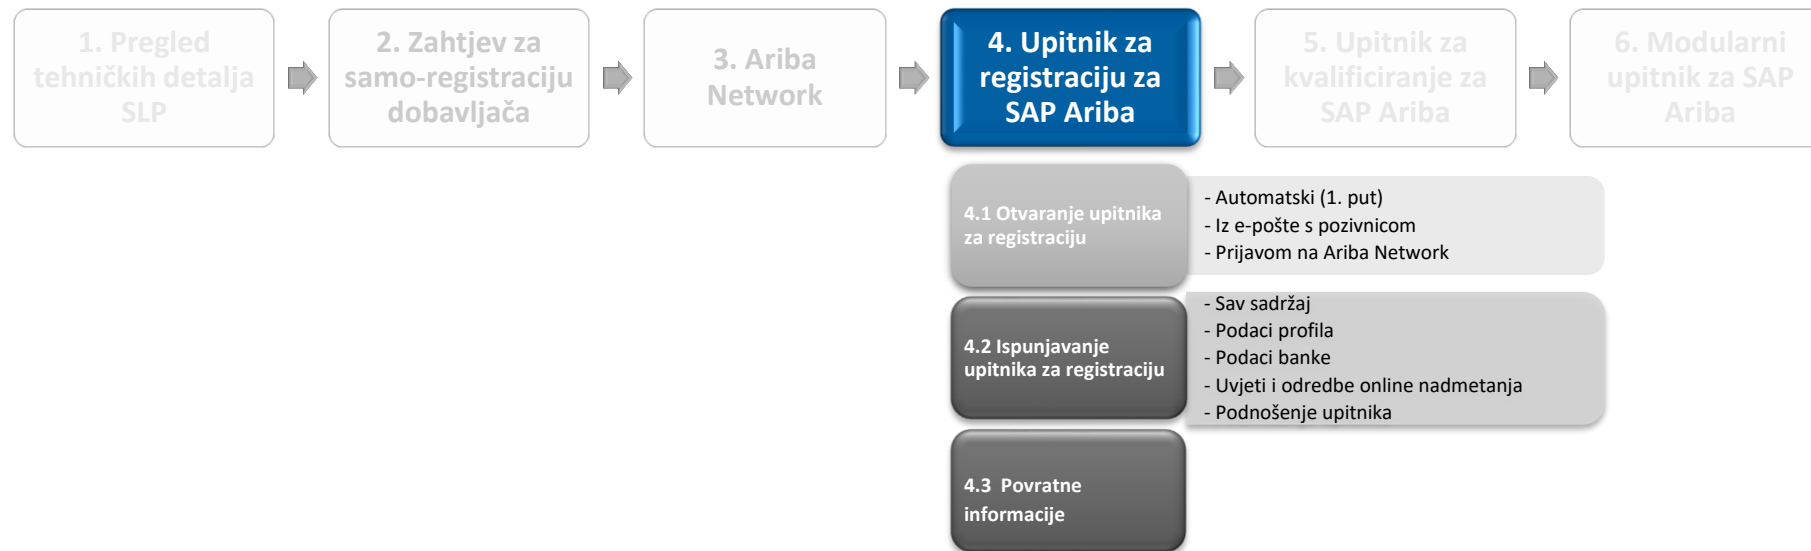 1. Pregled
tehničkih detalja
SLP
2. Zahtjev za
samo-registraciju
dobavljača
3. Ariba
Network
4. Upitnik za
registraciju za
SAP Ariba
5. Upitnik za
kvalificiranje za
SAP Ariba
6. Modularni
upitnik za SAP
Ariba
4.1 Otvaranje upitnika
za registraciju
- Automatski (1. put)
- Iz e-pošte s pozivnicom
- Prijavom na Ariba Network
4.2 Ispunjavanje
upitnika za registraciju
- Sav sadržaj
- Podaci profila
- Podaci banke
- Uvjeti i odredbe online nadmetanja
- Podnošenje upitnika
4.3 Povratne
informacije